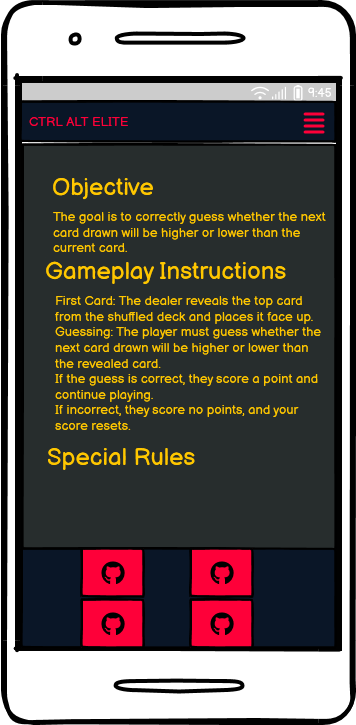 9:45
CTRL ALT ELITE
Objective
The goal is to correctly guess whether the next
card drawn will be higher or lower than the
current card.
Gameplay Instructions
First Card: The dealer reveals the top card
from the shuffled deck and places it face up.
Guessing: The player must guess whether the
next card drawn will be higher or lower than
the revealed card.
If the guess is correct, they score a point and
continue playing.
If incorrect, they score no points, and your
score resets.
Special Rules